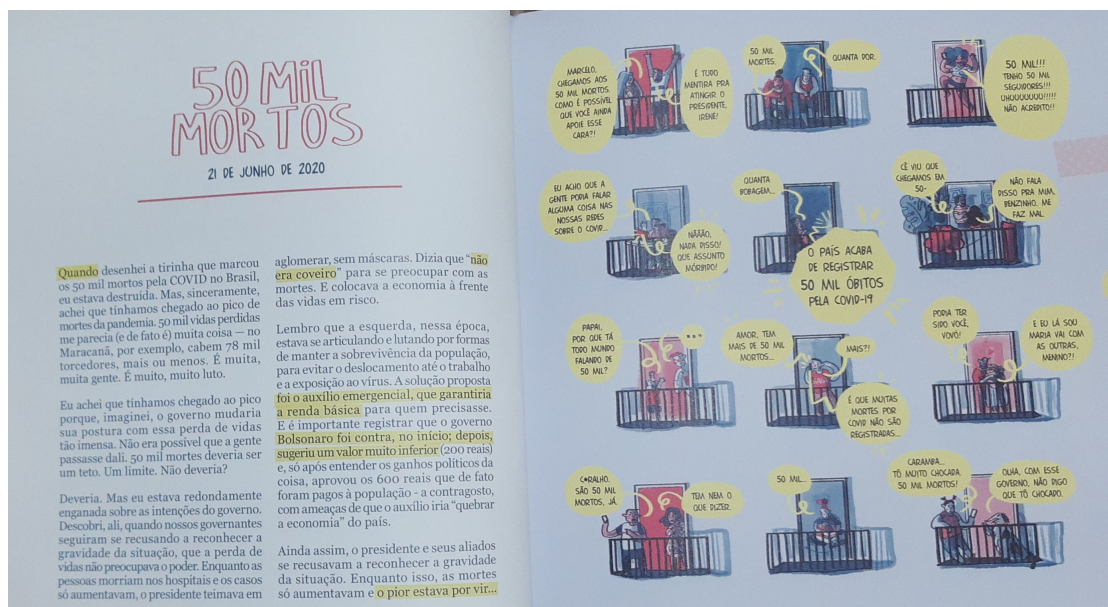 50 MIL
MORTOS
21 DE JUNHO DE 2020
Quando desenhei a tirinha que marcou
os 50 mil mortos pela COVID no Brasil,
eu estava destruída. Mas, sinceramente,
achei que tínhamos chegado ao pico de
mortes da pandemia. 50 mil vidas perdidas
me parecia (e de fato é) muita coisa — no
Maracanã, por exemplo, cabem 78 mil
torcedores, mais ou menos. É muita,
muita gente. É muito, muito luto.
Eu achei que tínhamos chegado ao pico
porque, imaginei, o governo mudaria
sua postura com essa perda de vidas
tão imensa. Não era possível que a gente
passasse dali. 50 mil mortes deveria ser
um teto. Um limite. Não deveria?
Deveria. Mas eu estava redondamente
enganada sobre as intenções do governo.
Descobri, ali, quando nossos governantes
seguiram se recusando a reconhecer a
gravidade da situação, que a perda de
vidas não preocupava o poder. Enquanto as
pessoas morriam nos hospitais e os casos
só aumentavam, o presidente teimava em
aglomerar, sem máscaras. Dizia que "não
era coveiro" para se preocupar com as
mortes. E colocava a economia à frente
das vidas em risco.
Lembro que a esquerda, nessa época,
estava se articulando e lutando por formas
de manter a sobrevivência da população,
para evitar o deslocamento até o trabalho
e a exposição ao vírus. A solução proposta
foi o auxílio emergencial, que garantiria
a renda básica para quem precisasse.
E é importante registrar que o governo
Bolsonaro foi contra, no início; depois,
sugeriu um valor muito inferior (200 reais)
e, só após entender os ganhos políticos da
coisa, aprovou os 600 reais que de fato
foram pagos à população - a contragosto,
com ameaças de que o auxílio iria "quebrar
a economia" do país.
Ainda assim, o presidente e seus aliados
se recusavam a reconhecer a gravidade
da situação. Enquanto isso, as mortes
só aumentavam e o pior estava por vir...
MARCELO,
CHEGAMOS AOS
50 MIL MORTOS.
COMO É POSSÍVEL
QUE VOCÊ AINDA
APOIE ESSE
CARA?!
É TUDO
MENTIRA PRA
ATINGIR O
PRESIDENTE,
IRENE!
50 MIL
MORTES.
QUANTA DOR.
50 MIL!!!
TENHO 50 MIL
SEGUIDORES!!!
UHUUUUUUU!!!!!
NÃO ACREDITO!!
EU ACHO QUE A
GENTE PODIA FALAR
ALGUMA COISA NAS
NOSSAS REDES
SOBRE O COVID...
NÃÃÃO,
NADA DISSO!
QUE ASSUNTO
MÓRBIDO!
QUANTA
BOBAGEM...
O PAÍS ACABA
DE REGISTRAR
50 MIL ÓBITOS
PELA COVID-19
CÊ VIU QUE
CHEGAMOS EM
50-
NÃO FALA
DISSO PRA MIM,
BENZINHO. ME
FAZ MAL.
PAPAI,
POR QUE TÁ
TODO MUNDO
FALANDO DE
50 MIL?
...
AMOR, TEM
MAIS DE 50 MIL
MORTOS...
MAIS?!
É QUE MUITAS
MORTES POR
COVID NÃO SÃO
REGISTRADAS...
PODIA TER
SIDO VOCÊ,
VOVÓ!
E EU LÁ SOU
MARIA VAI COM
AS OUTRAS,
MENINO?!
C*RALHO.
SÃO 50 MIL
MORTOS, JÁ.
TEM NEM O
QUE DIZER.
50 MIL...
CARAMBA...
TÔ MUITO CHOCADA.
50 MIL MORTOS!
OLHA, COM ESSE
GOVERNO, NÃO DIGO
QUE TÔ CHOCADO.